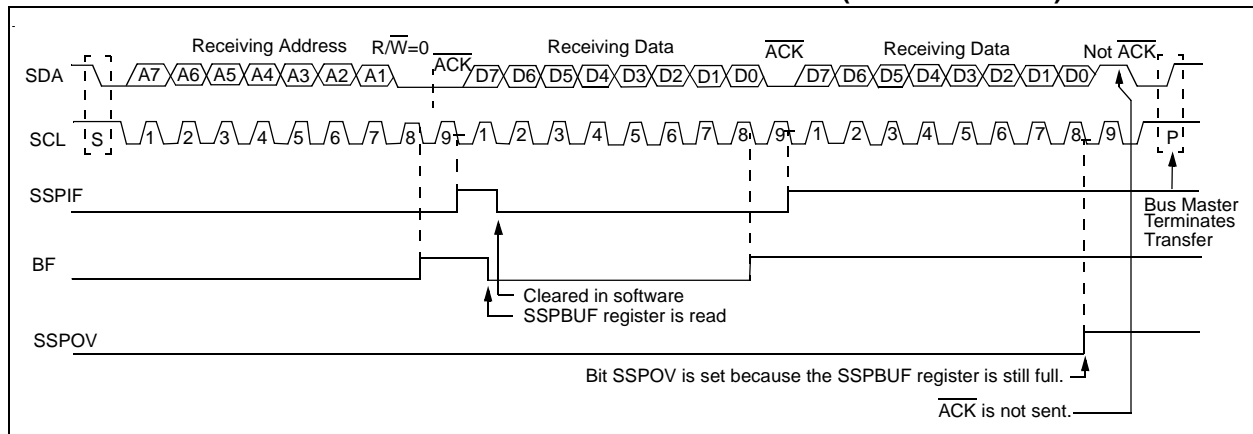 Receiving Address R/W=0 ACK Receiving Data ACK Receiving Data Not ACK
SDA A7 A6 A5 A4 A3 A2 A1 D7 D6 D5 D4 D3 D2 D1 D0 D7 D6 D5 D4 D3 D2 D1 D0
SCL S 1 2 3 4 5 6 7 8 9 1 2 3 4 5 6 7 8 9 1 2 3 4 5 6 7 8 9 P
SSPIF
Bus Master
Terminates
Transfer
BF
Cleared in software
SSPBUF register is read
SSPOV
Bit SSPOV is set because the SSPBUF register is still full.
ACK is not sent.